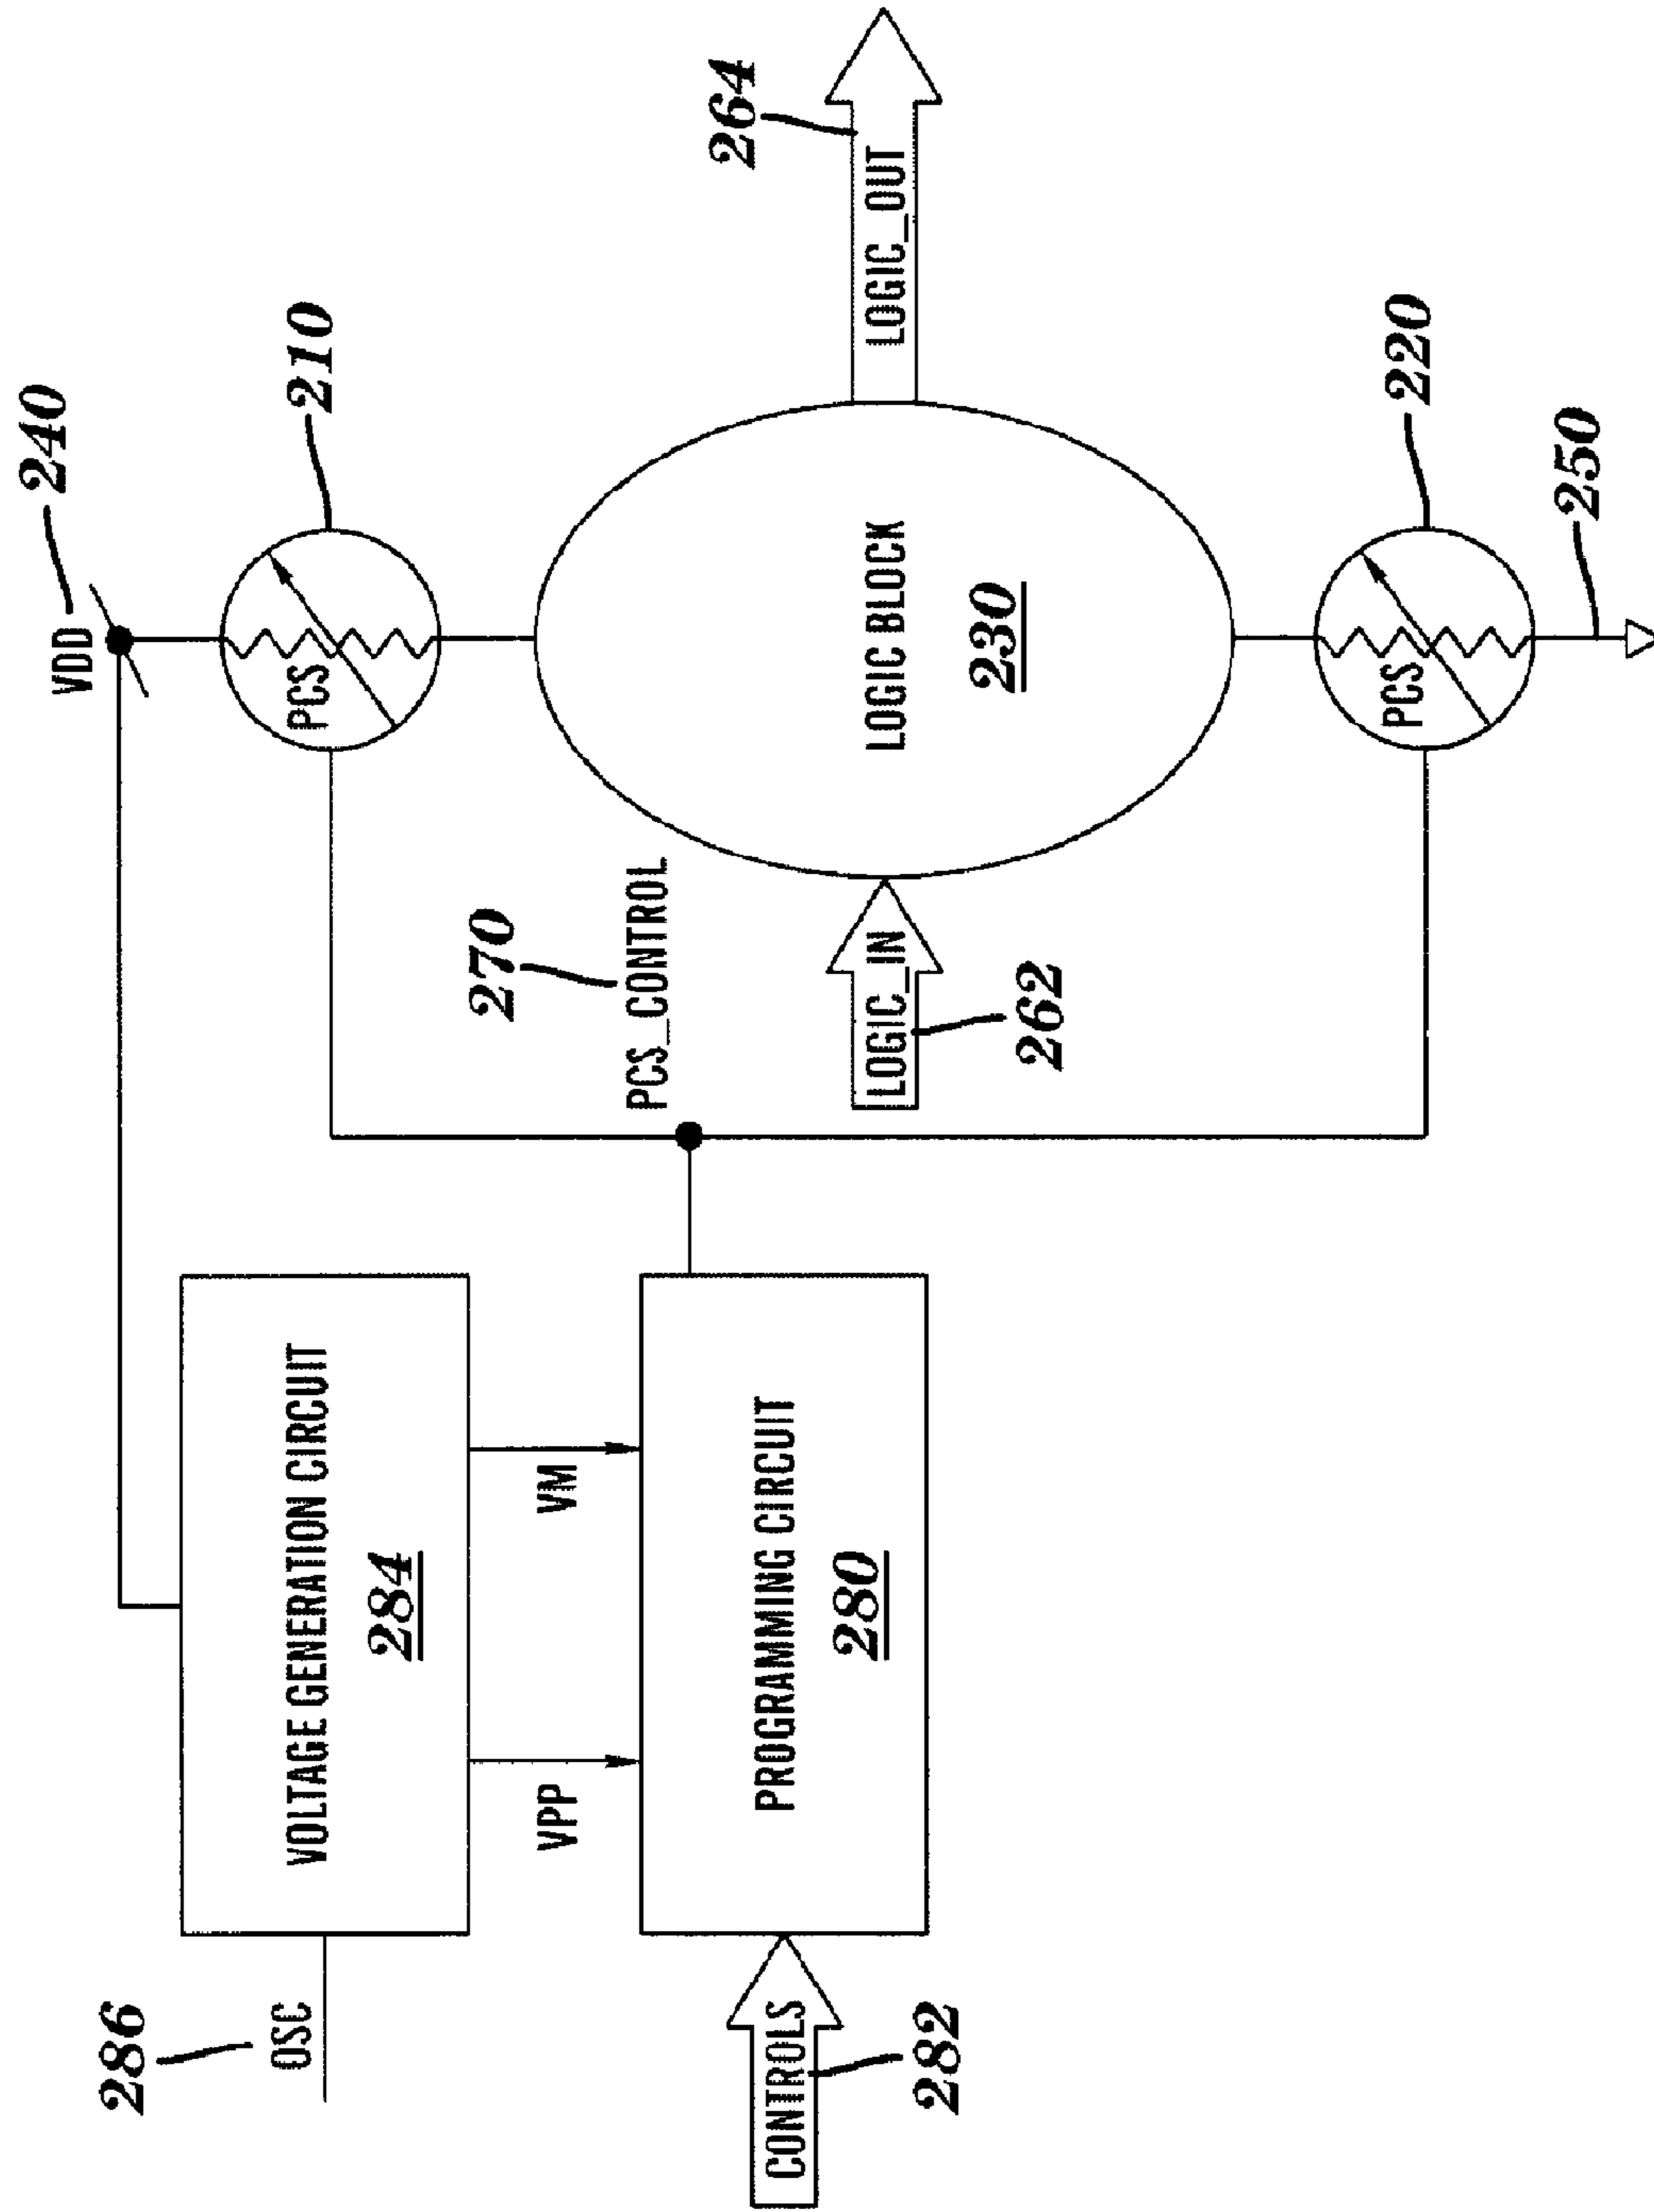 286
OSC
VOLTAGE GENERATION CIRCUIT
284
VDD
240
PCS
210
VPP
VM
270
PCS_CONTROL
CONTROLS
282
PROGRAMMING CIRCUIT
280
LOGIC_IN
262
LOGIC BLOCK
230
LOGIC_OUT
264
PCS
220
250